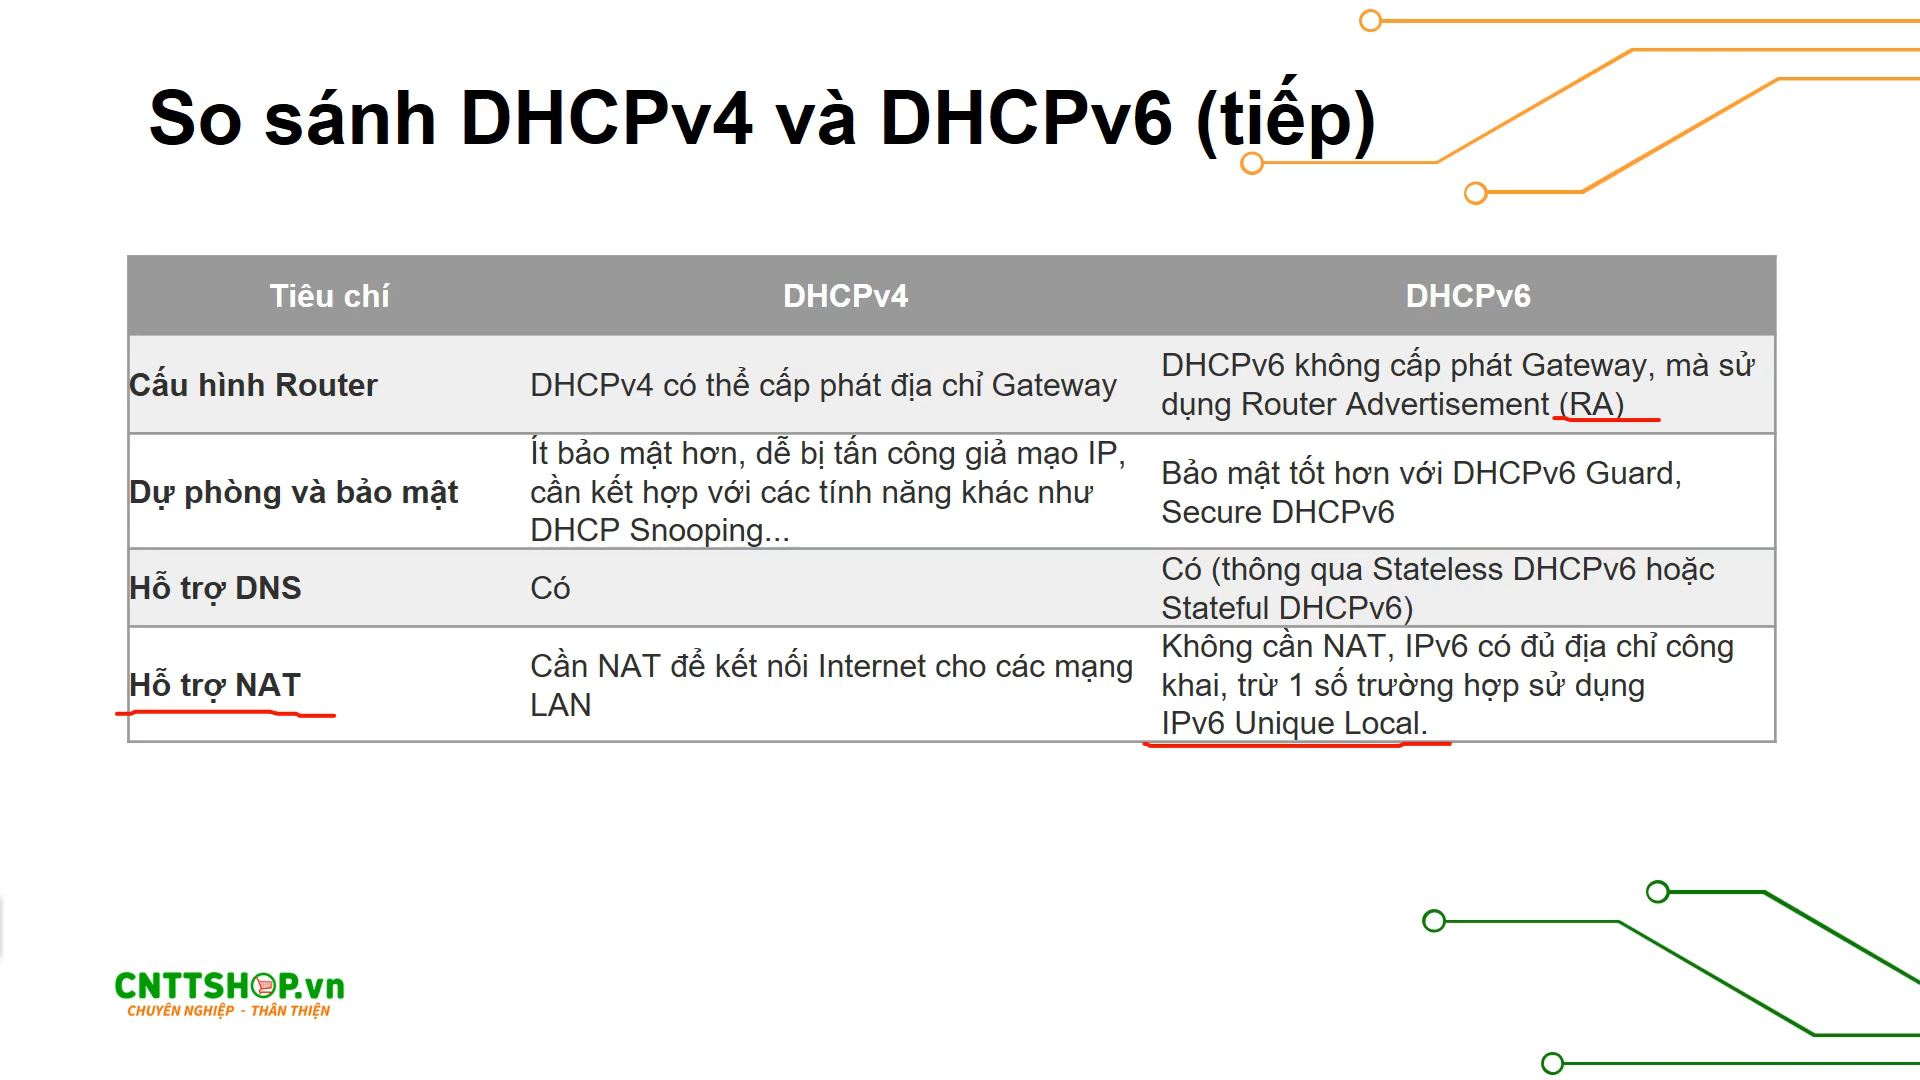 So sánh DHCPv4 và DHCPv6 (tiếp)
Tiêu chí
DHCPv4
DHCPv6
Cấu hình Router
DHCPv4 có thể cấp phát địa chỉ Gateway
DHCPv6 không cấp phát Gateway, mà sử
dụng Router Advertisement (RA)
Dự phòng và bảo mật
Ít bảo mật hơn, dễ bị tấn công giả mạo IP,
cần kết hợp với các tính năng khác như
DHCP Snooping...
Bảo mật tốt hơn với DHCPv6 Guard,
Secure DHCPv6
Hỗ trợ DNS
Có
Có (thông qua Stateless DHCPv6 hoặc
Stateful DHCPv6)
Hỗ trợ NAT
Cần NAT để kết nối Internet cho các mạng
LAN
Không cần NAT, IPv6 có đủ địa chỉ công
khai, trừ 1 số trường hợp sử dụng
IPv6 Unique Local.
CNTTSHOP.vn
CHUYÊN NGHIỆP - THÂN THIỆN